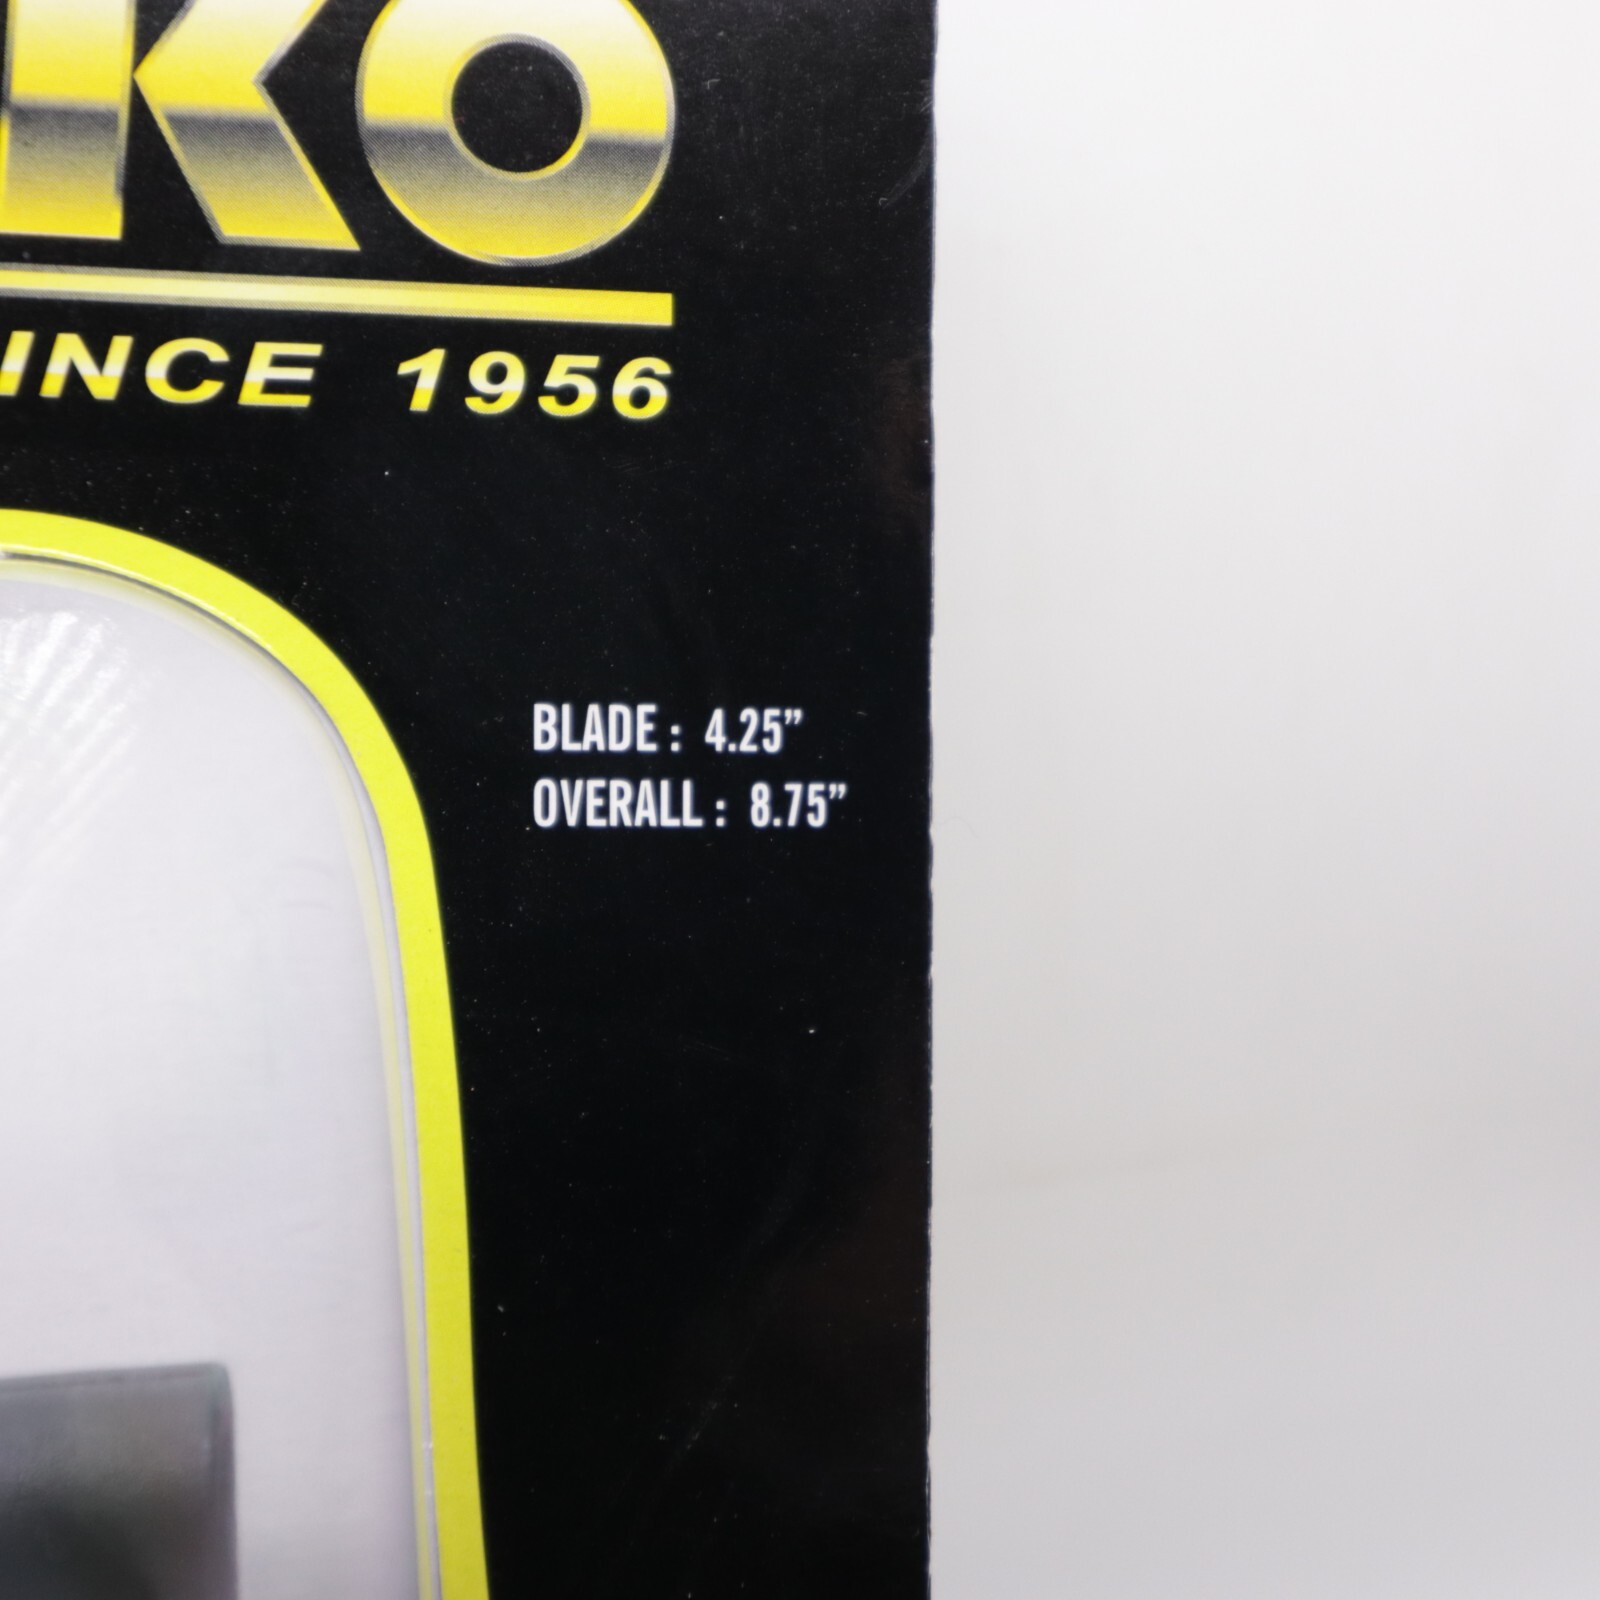 KO
INCE 1956
BLADE : 4.25”
OVERALL : 8.75”